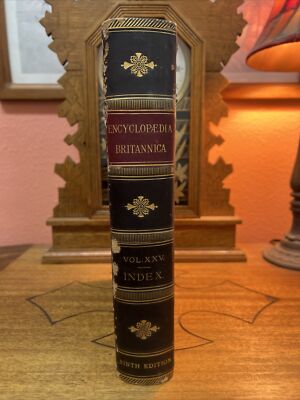 ENCYCLOPÆDIA
BRITANNICA
VOL. XXV.
INDEX.
NINTH EDITION